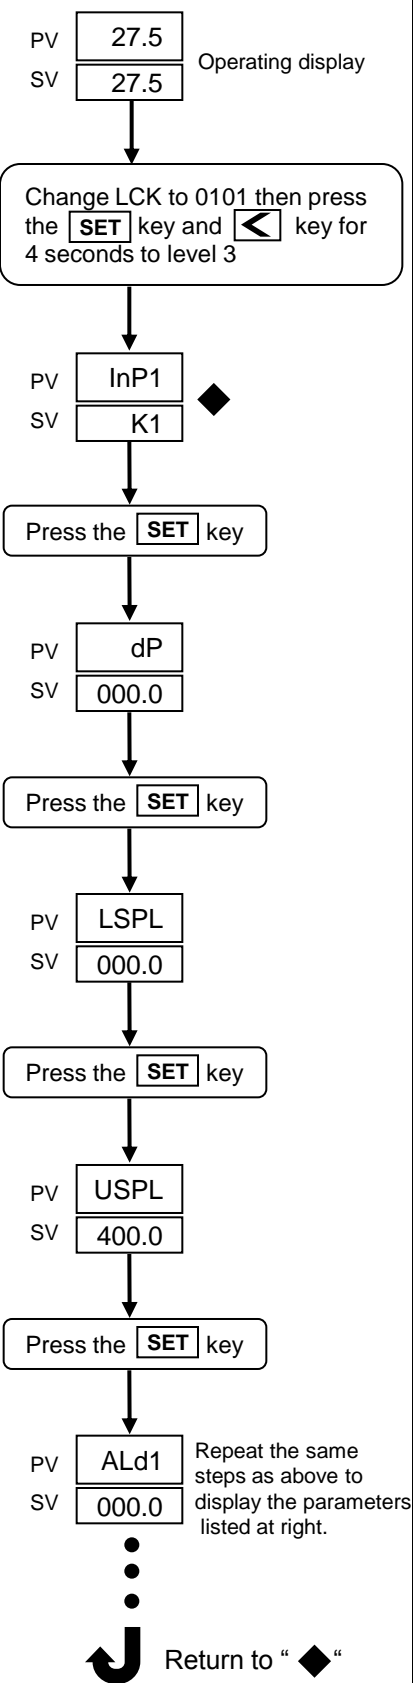 PV 27.5
SV 27.5
Operating display
Change LCK to 0101 then press
the SET key and < key for
4 seconds to level 3
PV InP1
SV K1
◆
Press the SET key
PV dP
SV 000.0
Press the SET key
PV LSPL
SV 000.0
Press the SET key
PV USPL
SV 400.0
Press the SET key
PV ALd1
SV 000.0
Repeat the same
steps as above to
display the parameters
listed at right.
Return to “ ◆“